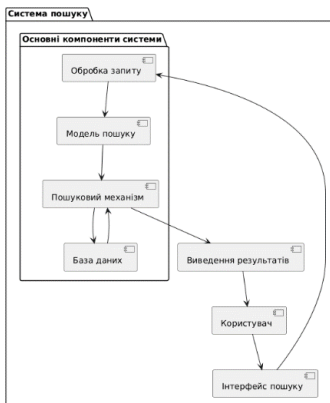 Система пошуку
Основні компоненти системи
Обробка запиту
Модель пошуку
Пошуковий механізм
База даних
Виведення результатів
Користувач
Інтерфейс пошуку